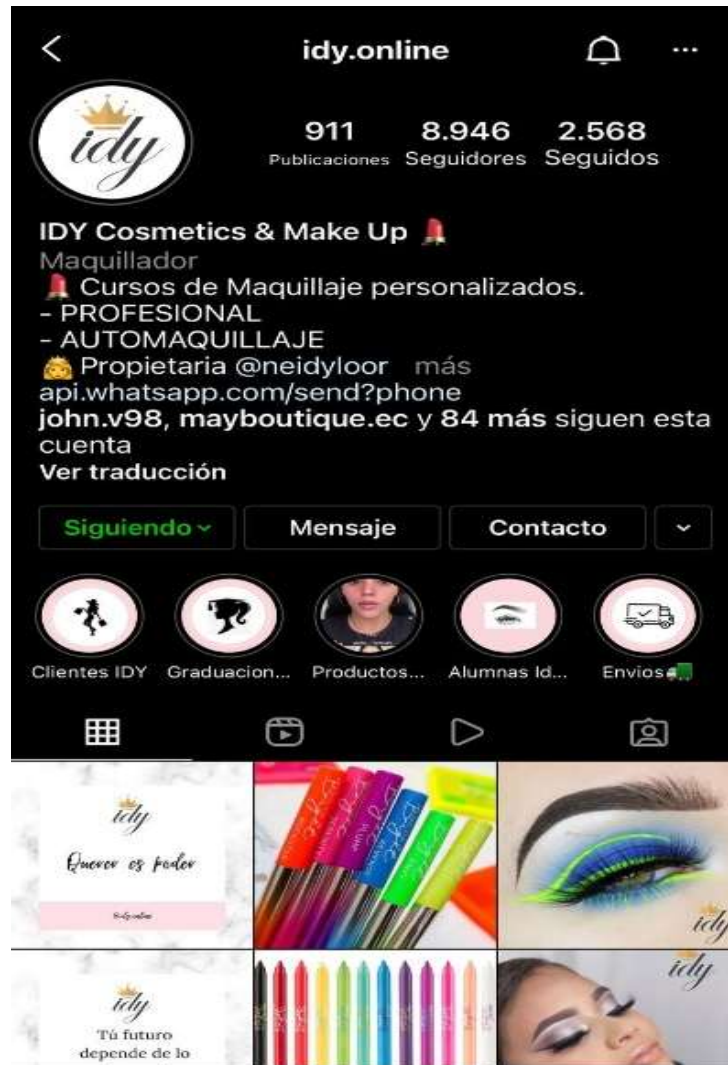 idy.online
idy
911 8.946 2.568
Publicaciones Seguidores Seguidos
IDY Cosmetics & Make Up
Maquillador
Cursos de Maquillaje personalizados.
- PROFESIONAL
- AUTOMAQUILLAJE
Propietaria @neidyloor más
api.whatsapp.com/send?phone
john.v98, mayboutique.ec y 84 más siguen esta
cuenta
Ver traducción
Siguiendo Mensaje Contacto
Clientes IDY Graduacion... Productos... Alumnas Id... Envios
idy
Querer es poder
idy
idy
Tú futuro
depende de lo
idy